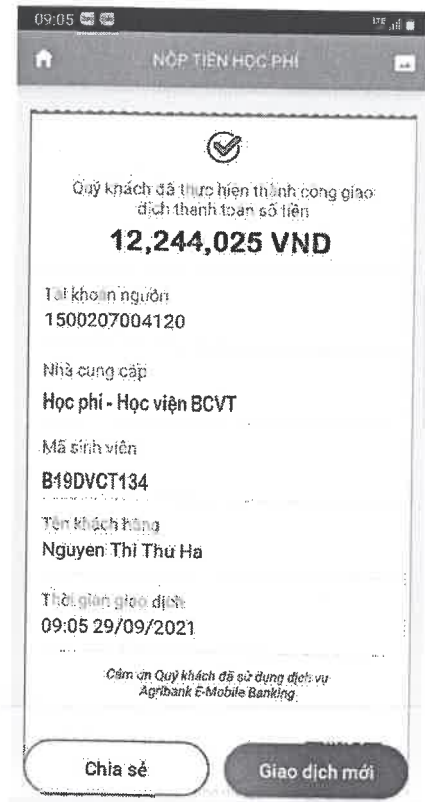 09:05
LTE
NỘP TIỀN HỌC PHÍ
Quý khách đã thực hiện thành công giao
dịch thanh toán số tiền
12,244,025 VND
Tài khoản nguồn
1500207004120
Nhà cung cấp
Học phí - Học viện BCVT
Mã sinh viên
B19DVCT134
Tên khách hàng
Nguyen Thi Thu Ha
Thời gian giao dịch
09:05 29/09/2021
Cảm ơn Quý khách đã sử dụng dịch vụ
Agribank E-Mobile Banking
Chia sẻ
Giao dịch mới